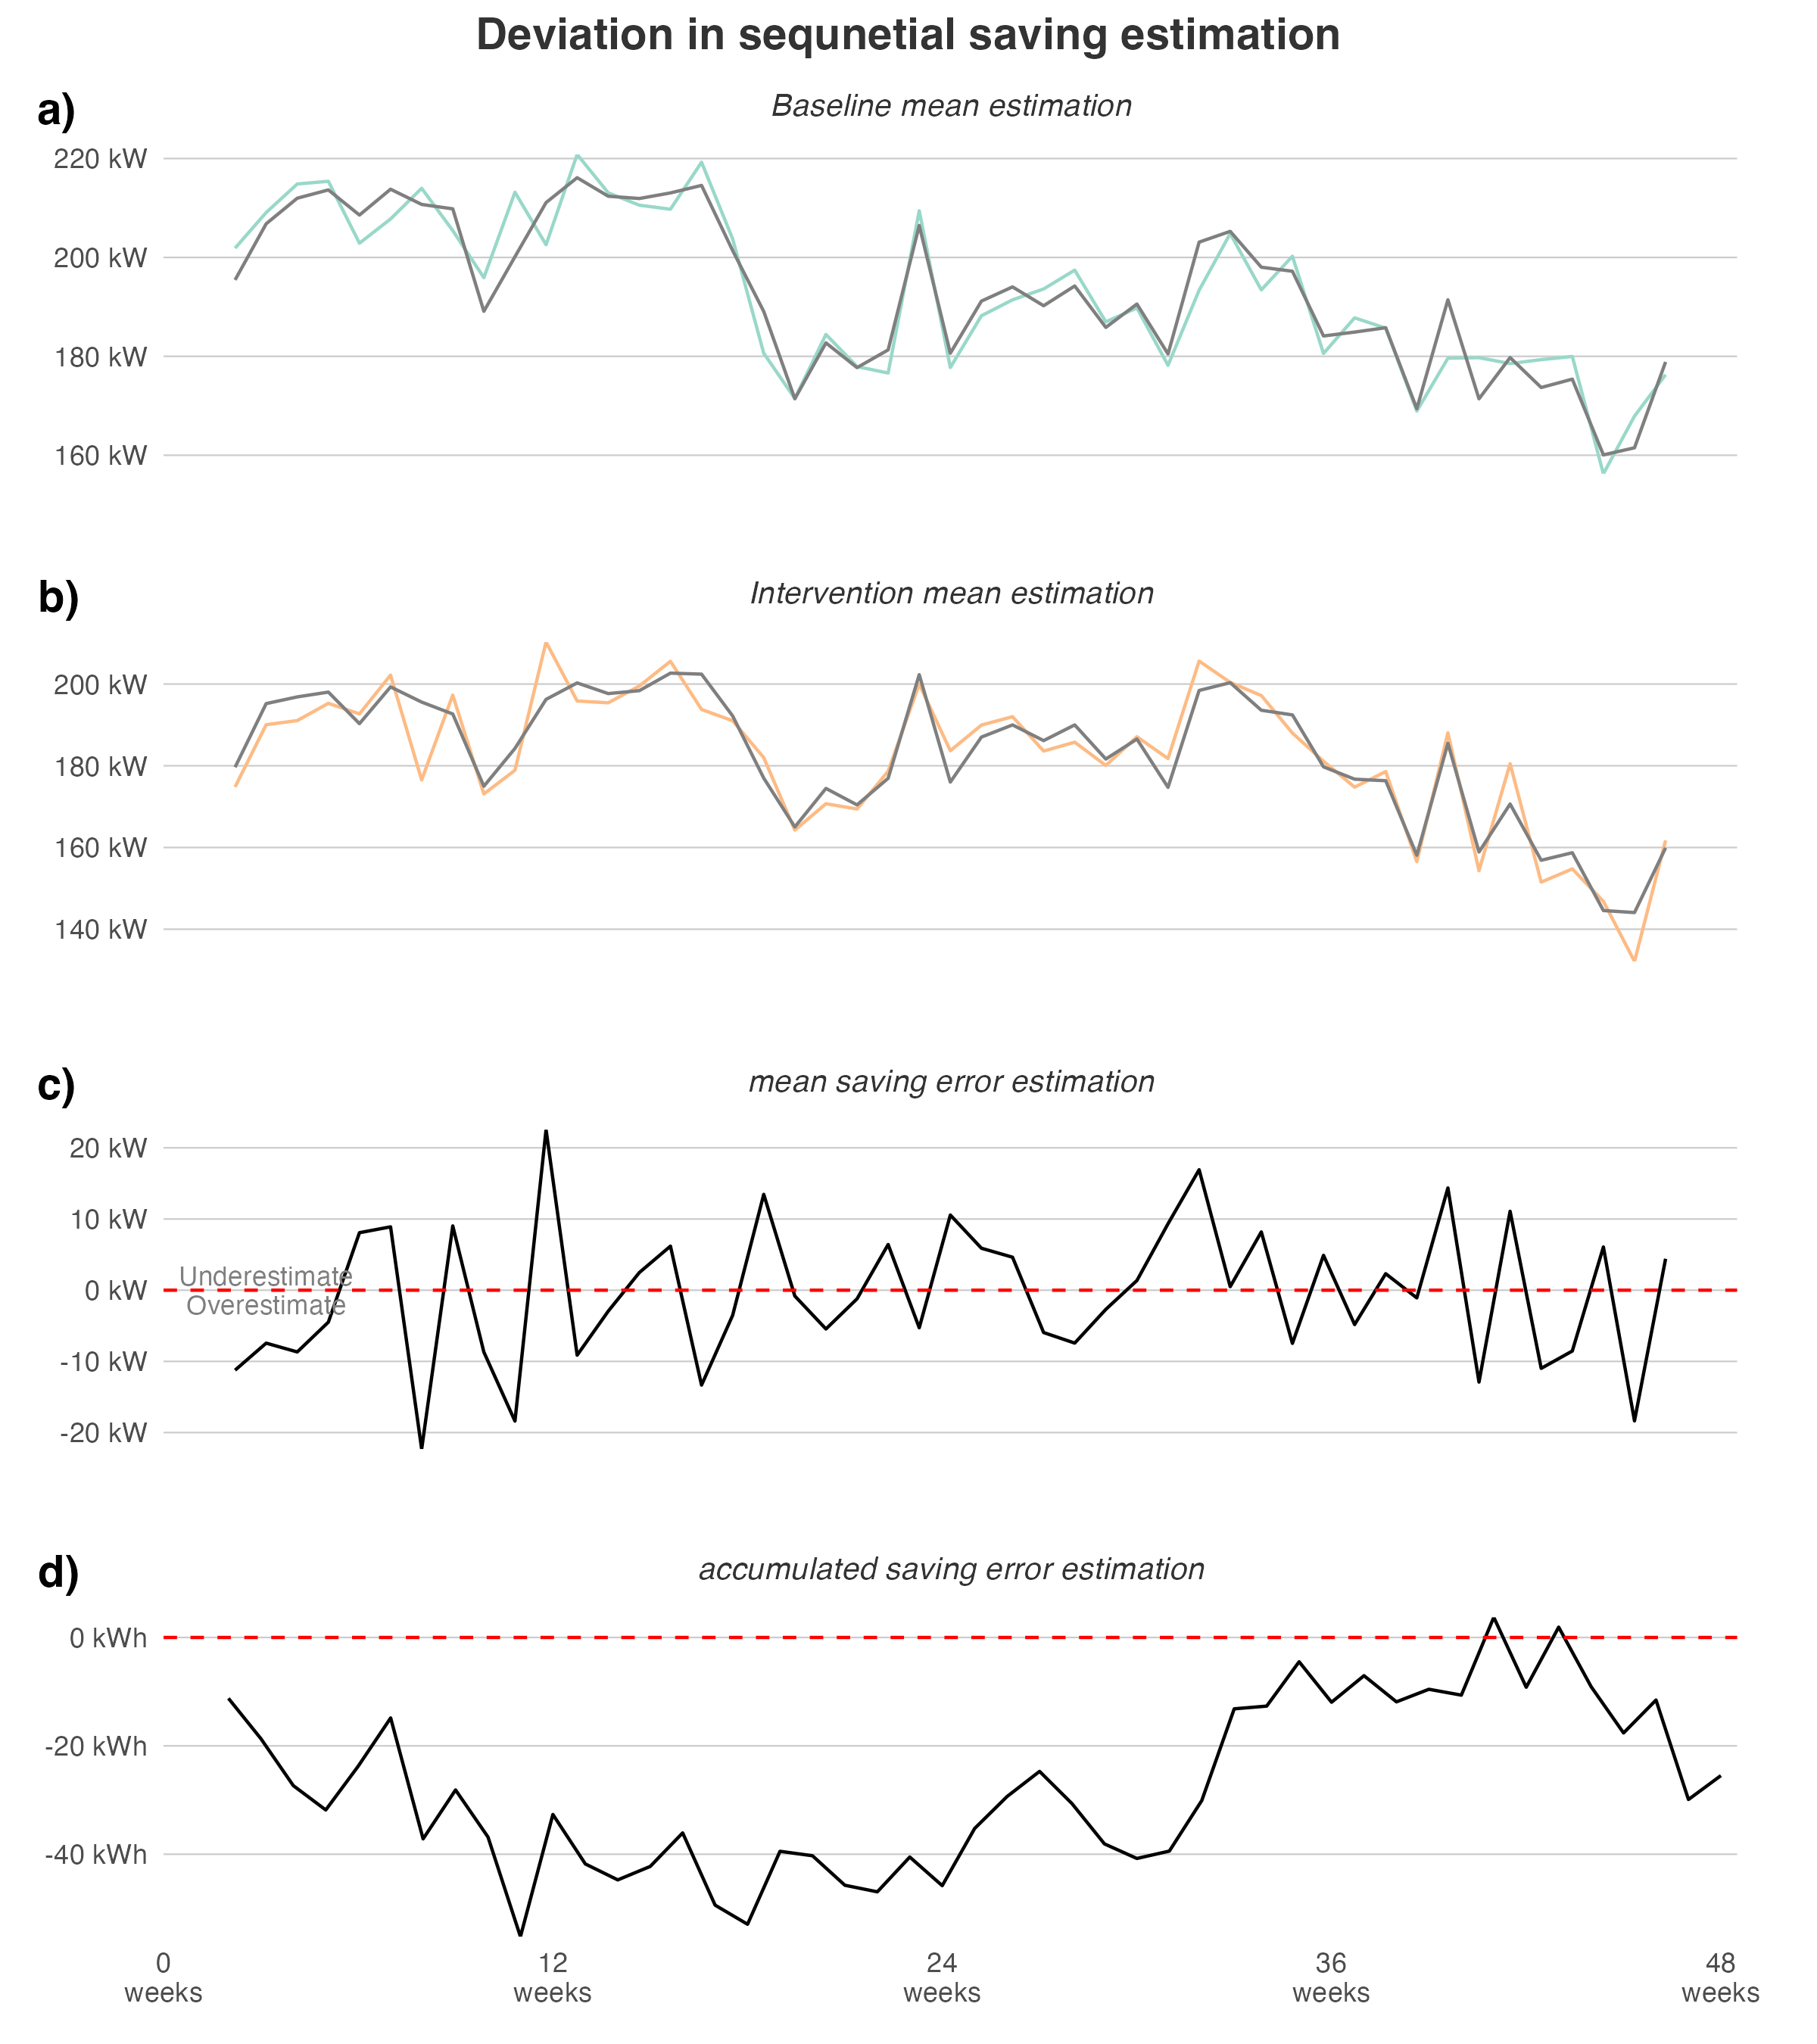 Deviation in sequnetial saving estimation
a)
Baseline mean estimation
220 kW
200 kW
180 kW
160 kW
b)
Intervention mean estimation
200 kW
180 kW
160 kW
140 kW
c)
mean saving error estimation
20 kW
10 kW
Underestimate
0 kW
Overestimate
-10 kW
-20 kW
d)
accumulated saving error estimation
0 kWh
-20 kWh
-40 kWh
0 12 24 36 48
weeks weeks weeks weeks weeks